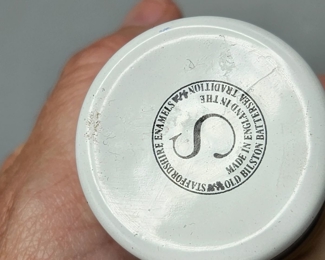 STAFFORDSHIRE ENAMELS
OLD BILSTON BATTERSEA TRADITION
MADE IN ENGLAND IN THE
S